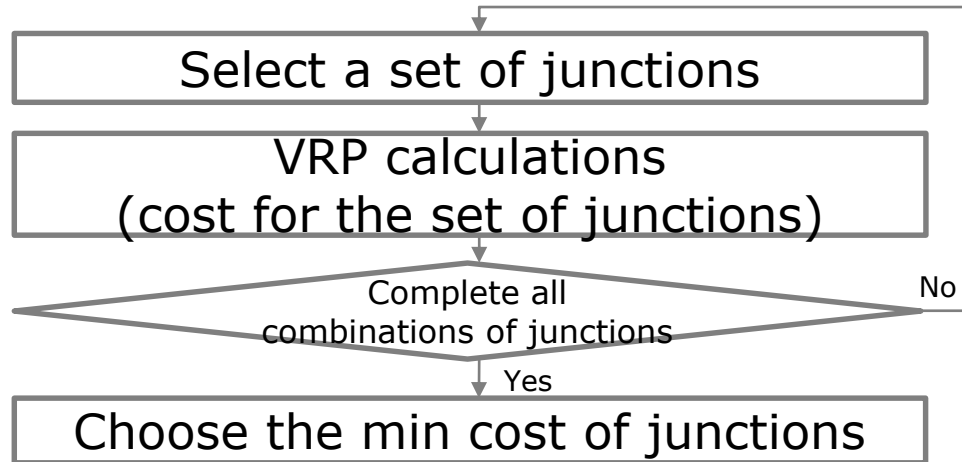 Select a set of junctions
VRP calculations
(cost for the set of junctions)
Complete all
combinations of junctions
No
Yes
Choose the min cost of junctions